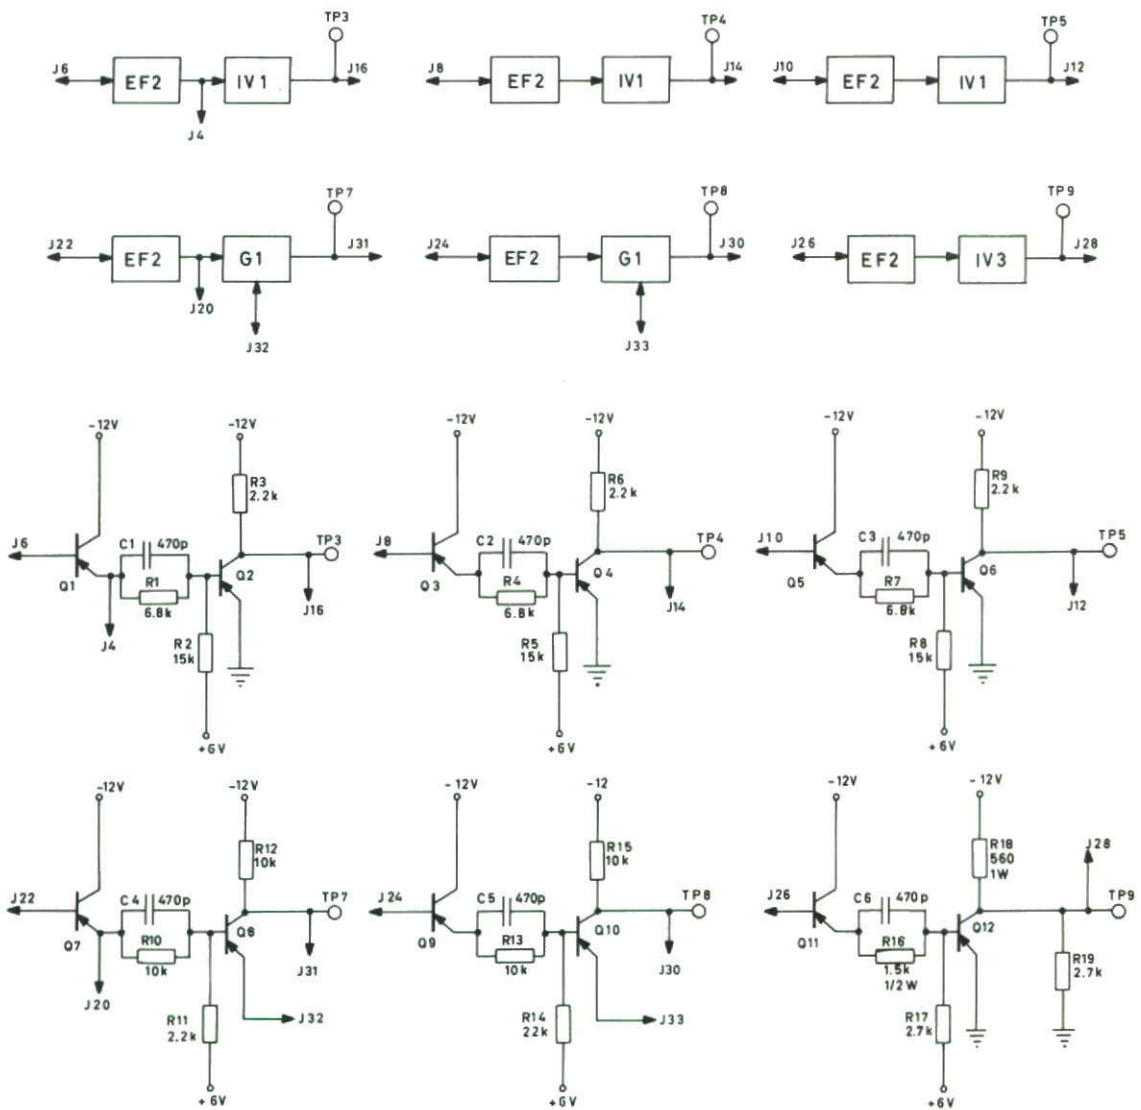 TP3 TP4 TP5
J6 EF2 IV1 J16 J8 EF2 IV1 J14 J10 EF2 IV1 J12
J4
TP7 TP8 TP9
J22 EF2 G1 J31 J24 EF2 G1 J30 J26 EF2 IV3 J28
J20
J32 J33
-12V -12V -12V -12V -12V -12V
R3 R6 R9
2.2k 2.2k 2.2k
J6 C1 470p TP3 J8 C2 470p TP4 J10 C3 470p TP5
Q1 R1 Q2 Q3 R4 Q4 Q5 R7 Q6
6.8k J16 6.8k J14 6.8k J12
J4 R2 R5 R8
15k 15k 15k
+6V +6V +6V
-12V -12V -12V -12 -12V -12V
R12 R15 R18 J28
10k 10k 560
1W
J22 C4 470p TP7 J24 C5 470p TP8 J26 C6 470p TP9
Q7 R10 Q8 Q9 R13 Q10 Q11 R16 Q12
10k J31 10k J30 1.5k R19
1/2W 2.7k
J20
R11 J32 R14 J33 R17
2.2k 22k 2.7k
+6V +6V +6V